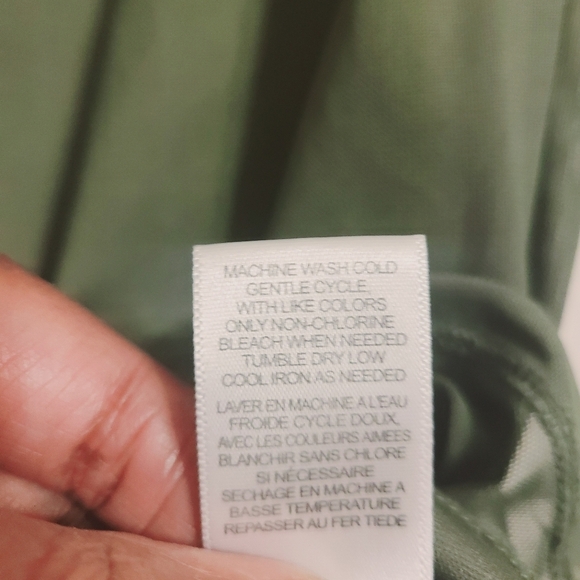 MACHINE WASH COLD
GENTLE CYCLE,
WITH LIKE COLORS
ONLY NON-CHLORINE
BLEACH WHEN NEEDED
TUMBLE DRY LOW
COOL IRON AS NEEDED
LAVER EN MACHINE A L'EAU
FROIDE CYCLE DOUX,
AVEC LES COULEURS AIMEES
BLANCHIR SANS CHLORE
SI NÉCESSAIRE
SECHAGE EN MACHINE A
BASSE TEMPERATURE
REPASSER AU FER TIEDE